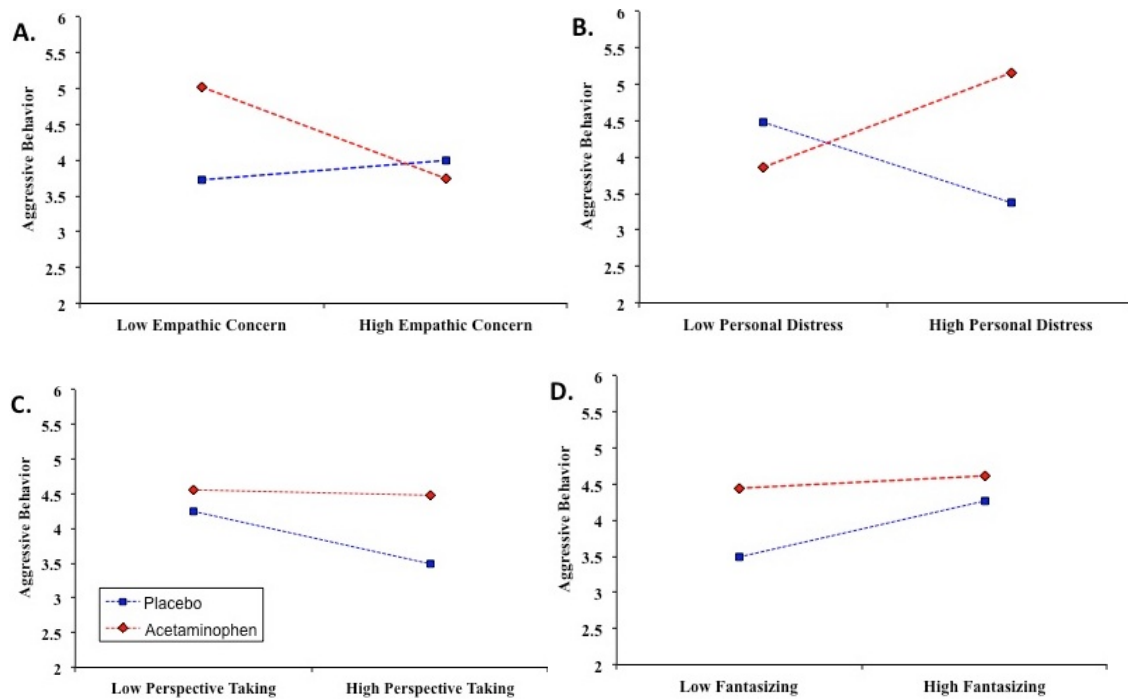 A.
Aggressive Behavior
6
5.5
5
4.5
4
3.5
3
2.5
2
Low Empathic Concern High Empathic Concern
B.
Aggressive Behavior
6
5.5
5
4.5
4
3.5
3
2.5
2
Low Personal Distress High Personal Distress
C.
Aggressive Behavior
6
5.5
5
4.5
4
3.5
3
2.5
2
Placebo
Acetaminophen
Low Perspective Taking High Perspective Taking
D.
Aggressive Behavior
6
5.5
5
4.5
4
3.5
3
2.5
2
Low Fantasizing High Fantasizing